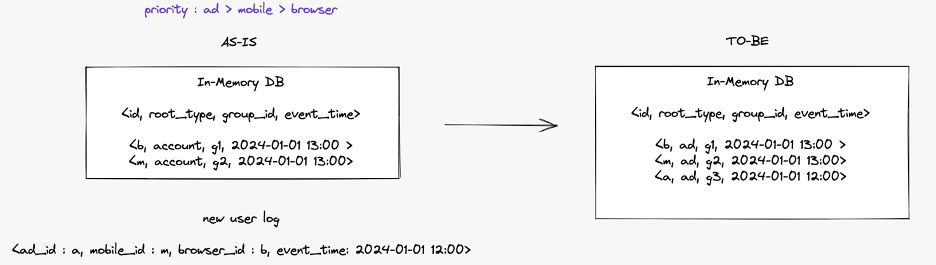 priority : ad > mobile > browser
AS-IS
In-Memory DB
<id, root_type, group_id, event_time>
<b, account, g1, 2024-01-01 13:00 >
<m, account, g2, 2024-01-01 13:00>
new user log
<ad_id : a, mobile_id : m, browser_id : b, event_time: 2024-01-01 12:00>
TO-BE
In-Memory DB
<id, root_type, group_id, event_time>
<b, ad, g1, 2024-01-01 13:00 >
<m, ad, g2, 2024-01-01 13:00>
<a, ad, g3, 2024-01-01 12:00>